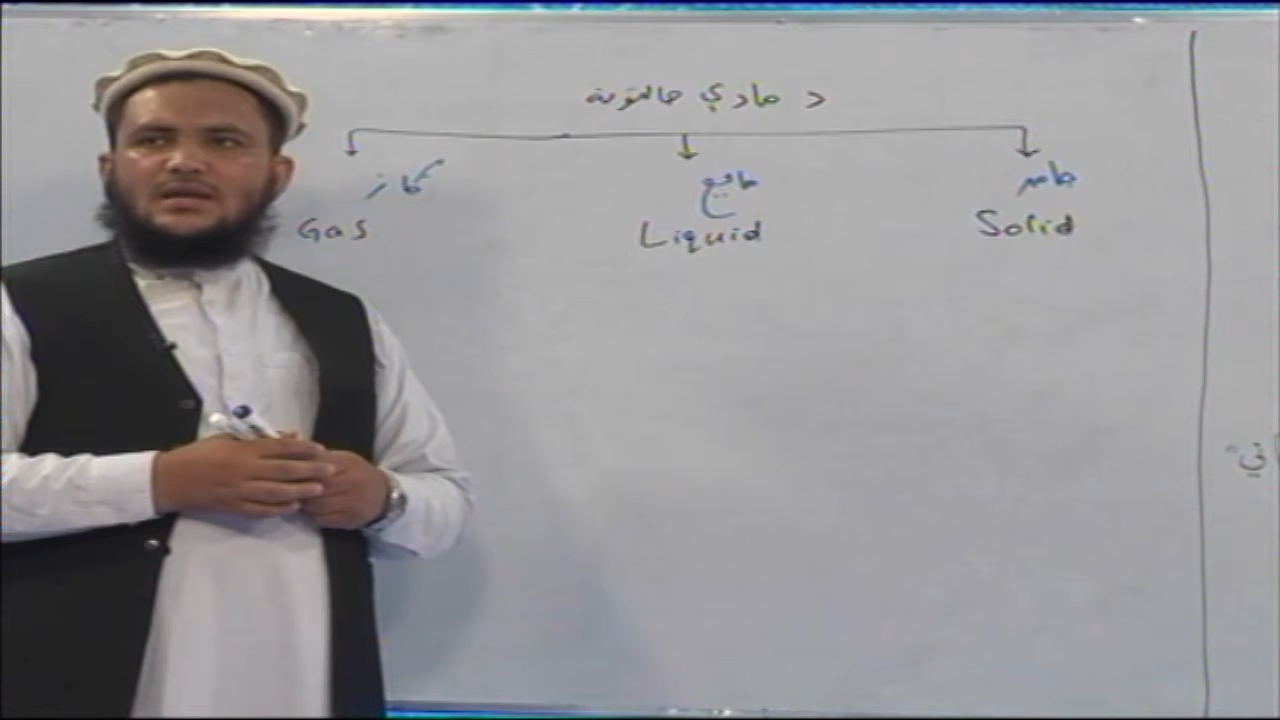 د مادې حالتونه
جامد مایع ګاز
Solid Liquid Gas